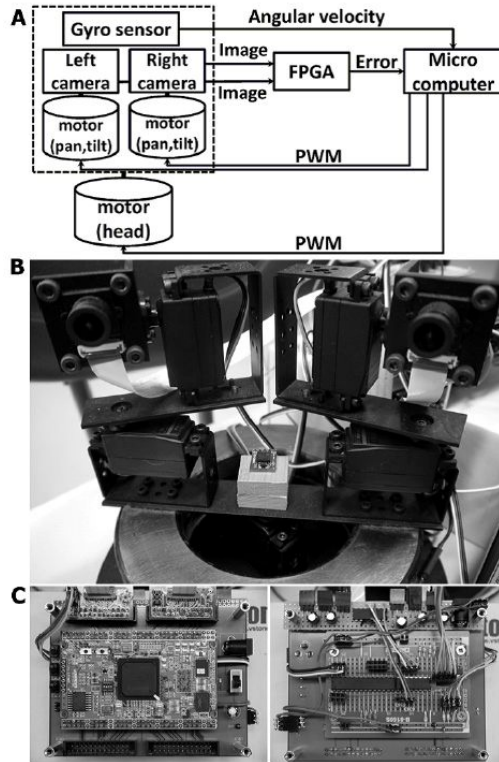 A
Gyro sensor
Angular velocity
Left camera
Right camera
Image
Image
FPGA
Error
Micro computer
motor (pan,tilt)
motor (pan,tilt)
PWM
motor (head)
PWM
B
C